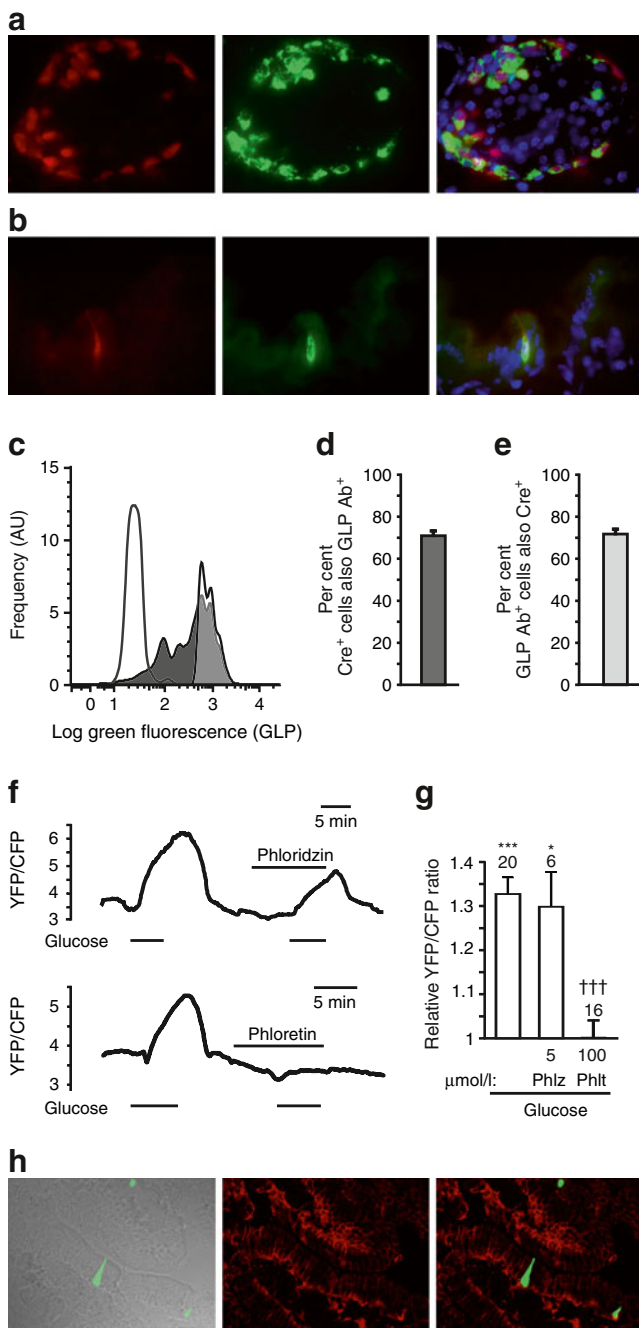 a
b
c
Frequency (AU)
15
10
5
0
0 1 2 3 4
Log green fluorescence (GLP)
d
Per cent
Cre+ cells also GLP Ab+
100
80
60
40
20
0
e
Per cent
GLP Ab+ cells also Cre+
100
80
60
40
20
0
f
5 min
YFP/CFP
6
5
4
3
Phloridzin
Glucose
5 min
YFP/CFP
5
4
3
Phloretin
Glucose
g
Relative YFP/CFP ratio
1.4
1.3
1.2
1.1
1
*** * †††
20 6 16
5 100
µmol/l: Phlz Phlt
Glucose
h